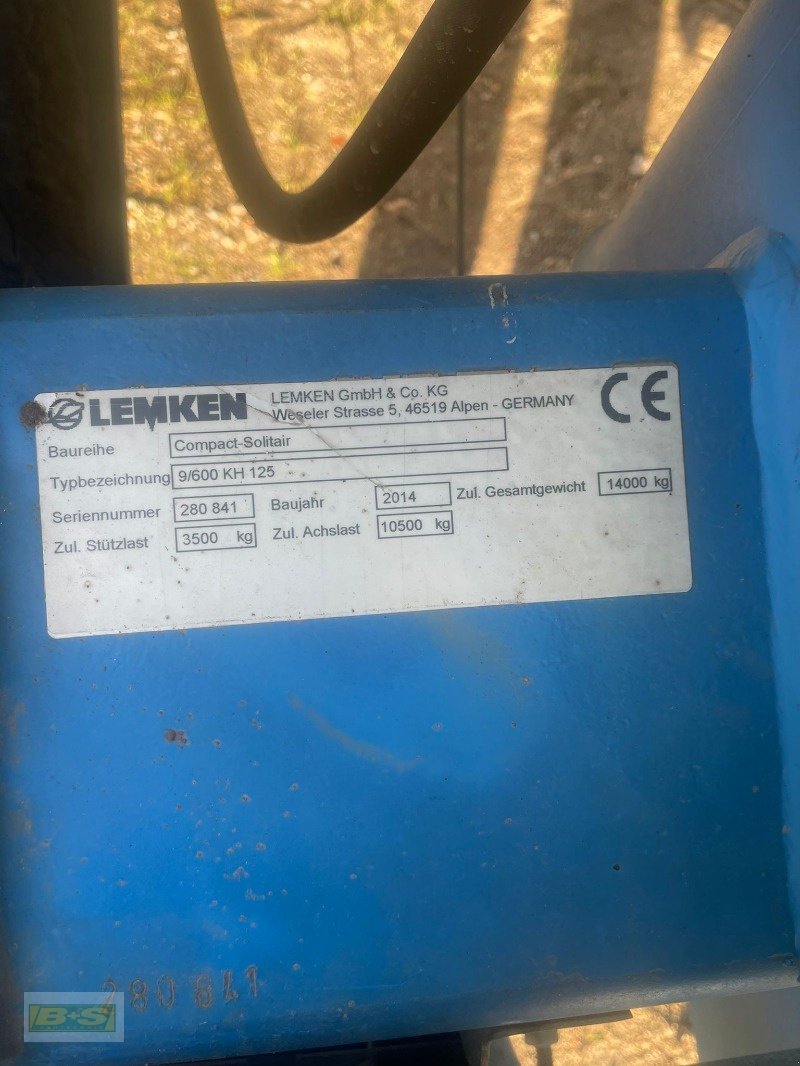 LEMKEN
LEMKEN GmbH & Co. KG
Weseler Strasse 5, 46519 Alpen - GERMANY
CE
Baureihe Compact-Solitair
Typbezeichnung 9/600 KH 125
Seriennummer 280 841 Baujahr 2014 Zul. Gesamtgewicht 14000 kg
Zul. Stützlast 3500 kg Zul. Achslast 10500 kg
280 841
B+S